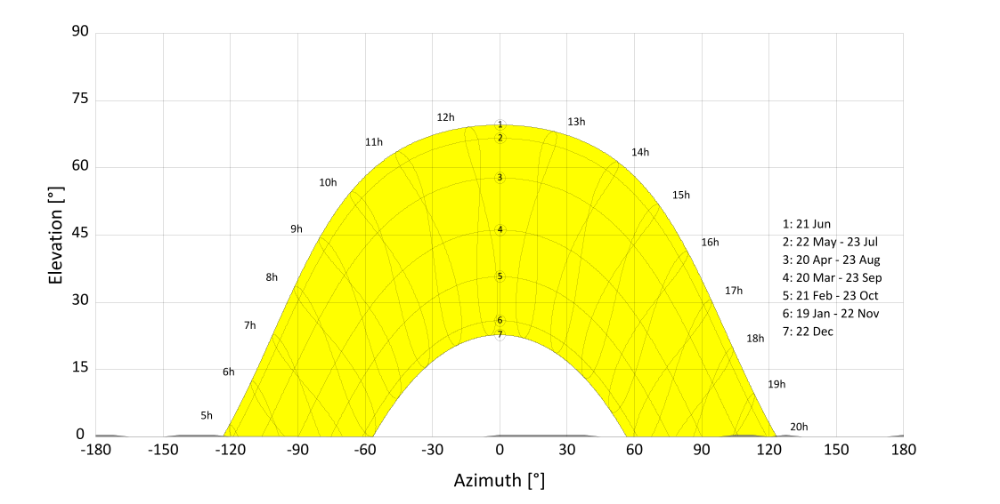 90
75
60
45
30
15
0
Elevation [°]
-180 -150 -120 -90 -60 -30 0 30 60 90 120 150 180
Azimuth [°]
5h
6h
7h
8h
9h
10h
11h
12h
13h
14h
15h
16h
17h
18h
19h
20h
1
2
3
4
5
6
7
1: 21 Jun
2: 22 May - 23 Jul
3: 20 Apr - 23 Aug
4: 20 Mar - 23 Sep
5: 21 Feb - 23 Oct
6: 19 Jan - 22 Nov
7: 22 Dec